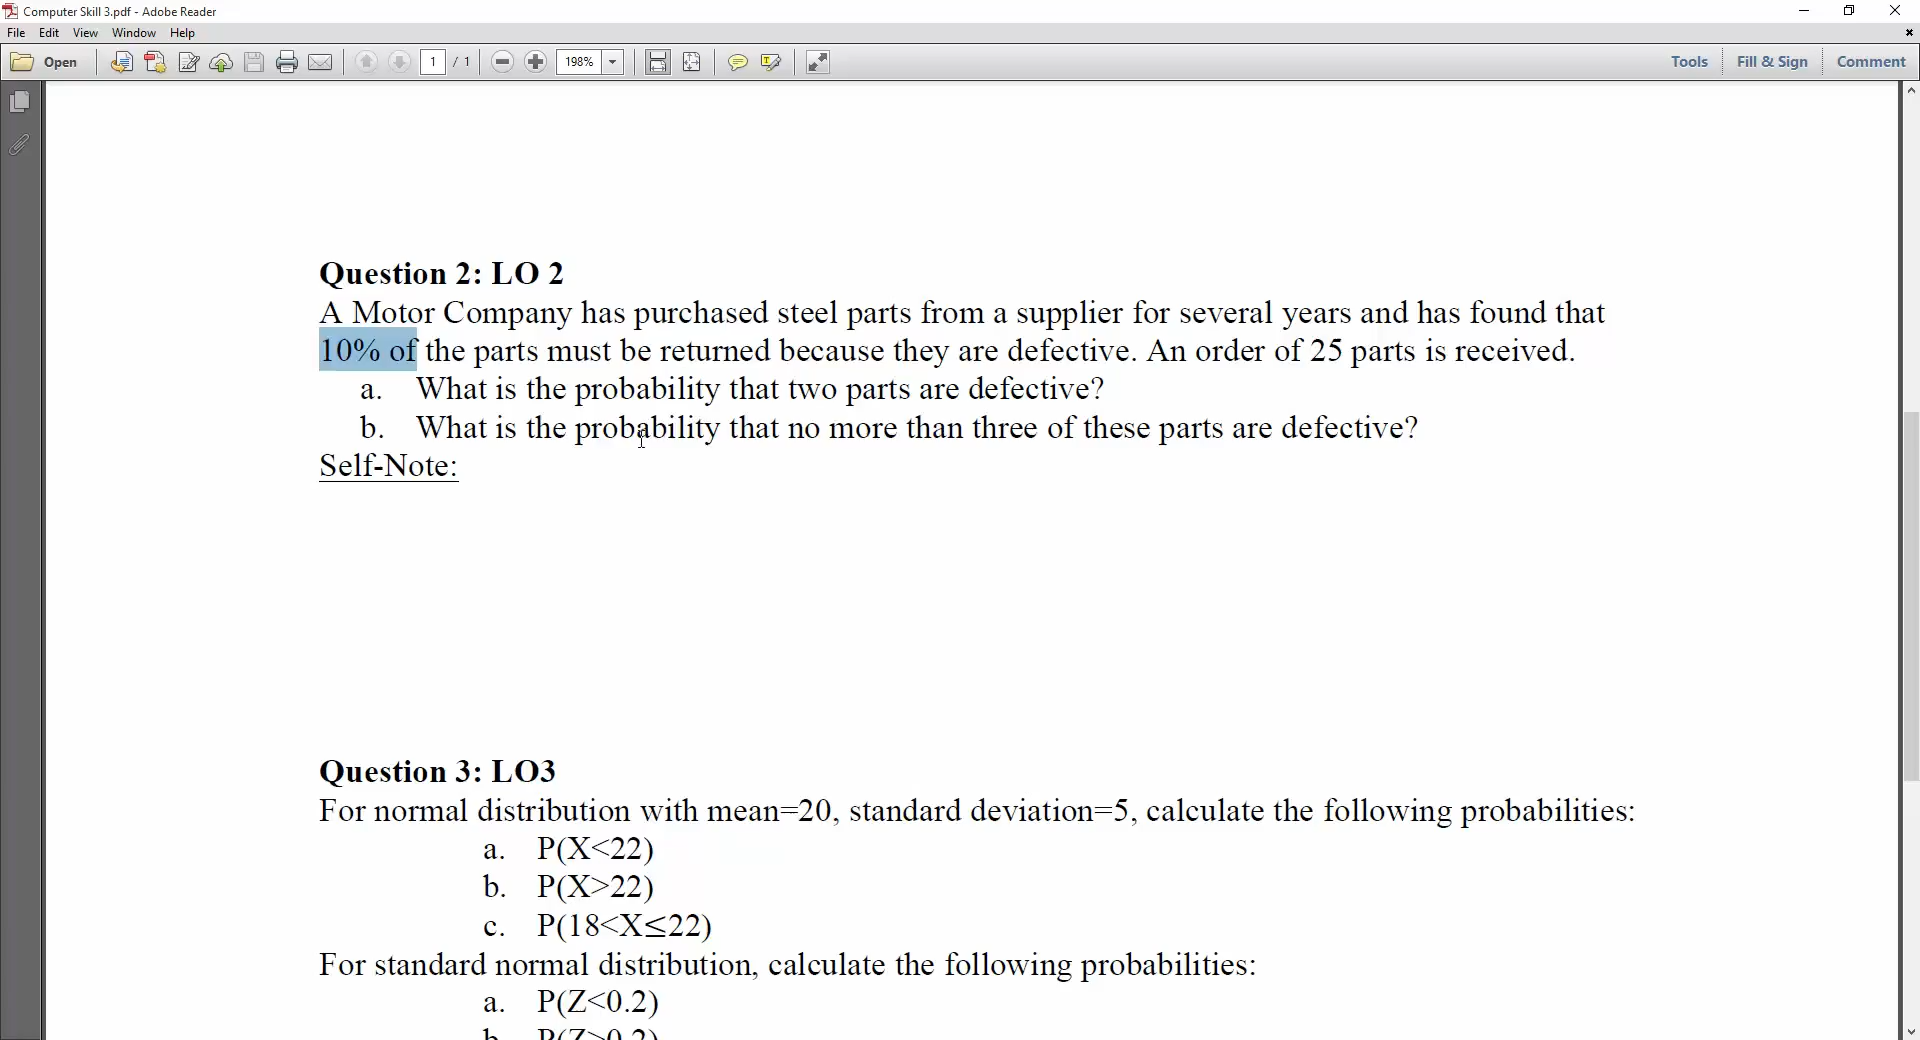 Computer Skill 3.pdf - Adobe Reader
File Edit View Window Help
Open 1 / 1 198% Tools Fill & Sign Comment
Question 2: LO 2
A Motor Company has purchased steel parts from a supplier for several years and has found that
10% of the parts must be returned because they are defective. An order of 25 parts is received.
a. What is the probability that two parts are defective?
b. What is the probability that no more than three of these parts are defective?
Self-Note:
Question 3: LO3
For normal distribution with mean=20, standard deviation=5, calculate the following probabilities:
a. P(X<22)
b. P(X>22)
c. P(18<X≤22)
For standard normal distribution, calculate the following probabilities:
a. P(Z<0.2)
b. P(Z>0.2)